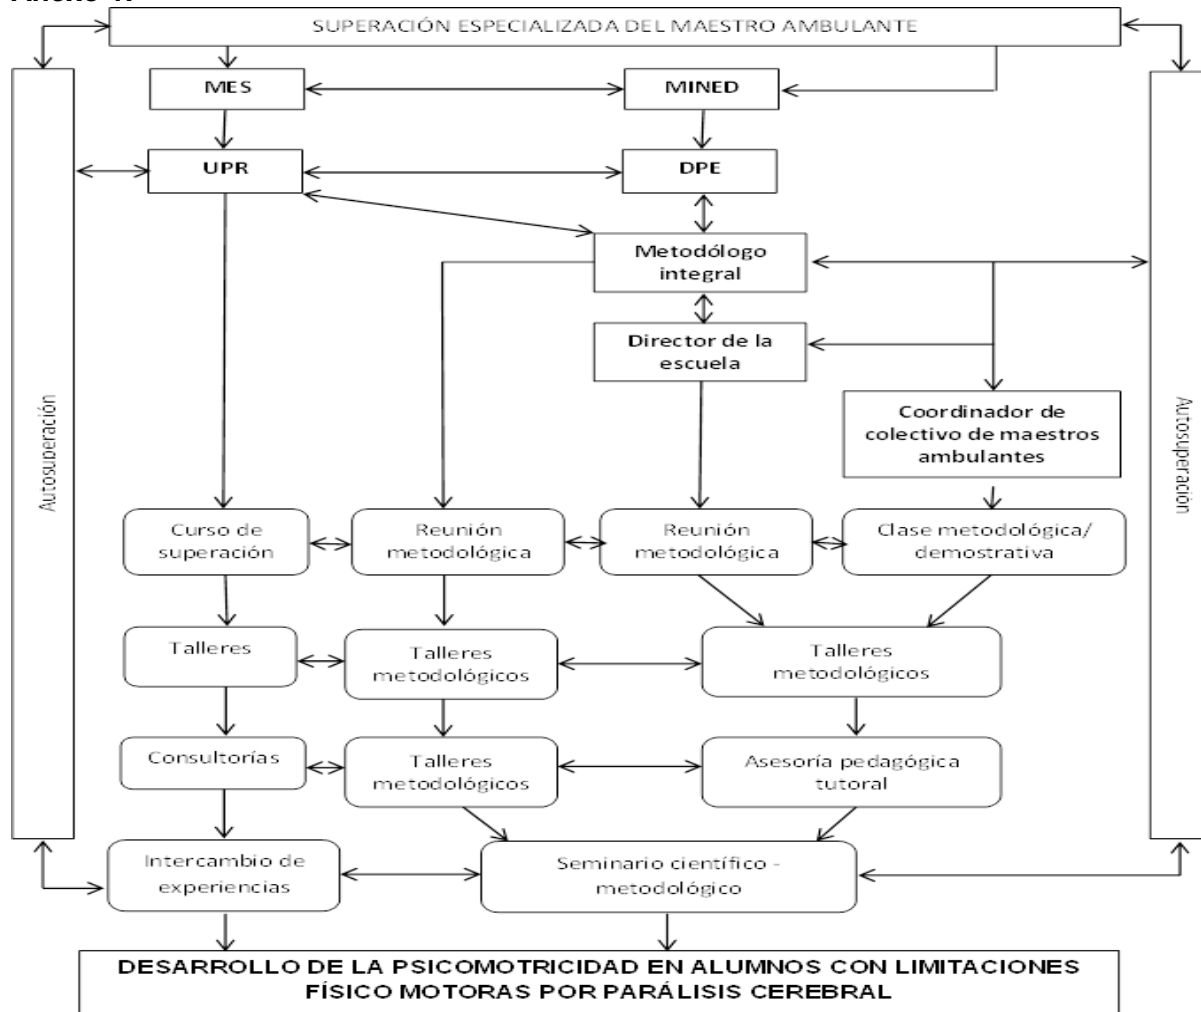 SUPERACIÓN ESPECIALIZADA DEL MAESTRO AMBULANTE
MES
MINED
UPR
DPE
Metodólogo
integral
Director de la
escuela
Coordinador de
colectivo de maestros
ambulantes
Autosuperación
Autosuperación
Curso de
superación
Reunión
metodológica
Reunión
metodológica
Clase metodológica/
demostrativa
Talleres
Talleres
metodológicos
Talleres
metodológicos
Consultorías
Talleres
metodológicos
Asesoría pedagógica
tutoral
Intercambio de
experiencias
Seminario científico -
metodológico
DESARROLLO DE LA PSICOMOTRICIDAD EN ALUMNOS CON LIMITACIONES
FÍSICO MOTORAS POR PARÁLISIS CEREBRAL